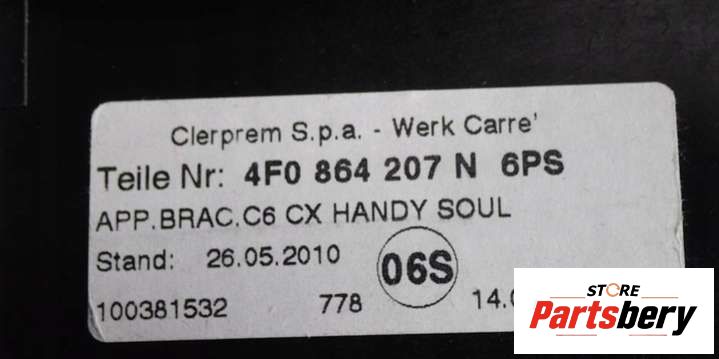 Clerprem S.p.a. - Werk Carre'
Teile Nr: 4F0 864 207 N 6PS
APP.BRAC.C6 CX HANDY SOUL
Stand: 26.05.2010 06S
100381532 778 14.
STORE
Partsbery